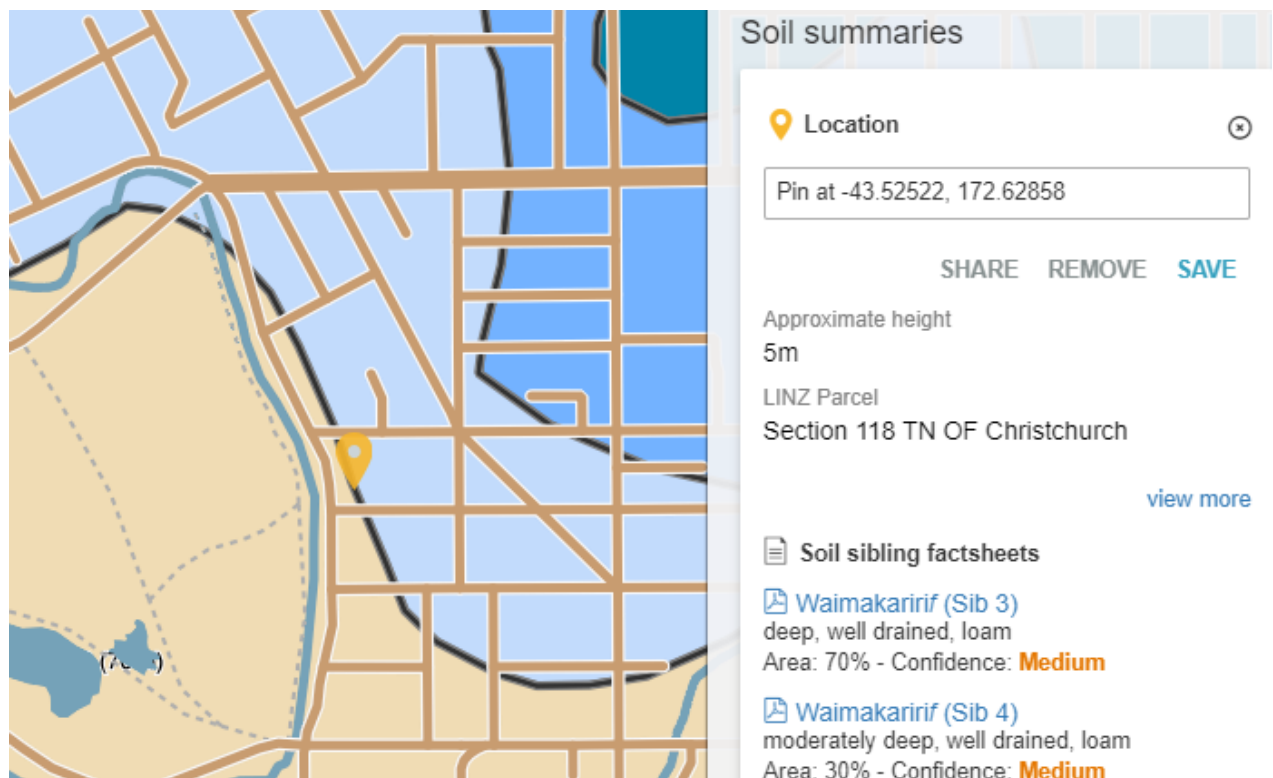 Soil summaries
Location
Pin at -43.52522, 172.62858
SHARE REMOVE SAVE
Approximate height
5m
LINZ Parcel
Section 118 TN OF Christchurch
view more
Soil sibling factsheets
Waimakaririf (Sib 3)
deep, well drained, loam
Area: 70% - Confidence: Medium
Waimakaririf (Sib 4)
moderately deep, well drained, loam
Area: 30% - Confidence: Medium